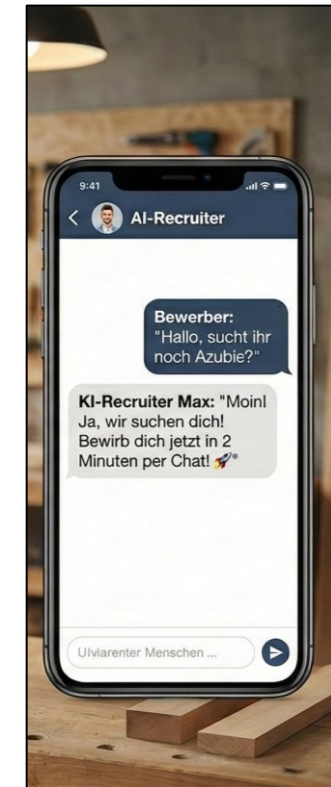 9:41
AI-Recruiter
Bewerber:
"Hallo, sucht ihr
noch Azubie?"
KI-Recruiter Max: "Moinl
Ja, wir suchen dich!
Bewirb dich jetzt in 2
Minuten per Chat! 🚀"
Ulviarenter Menschen ...